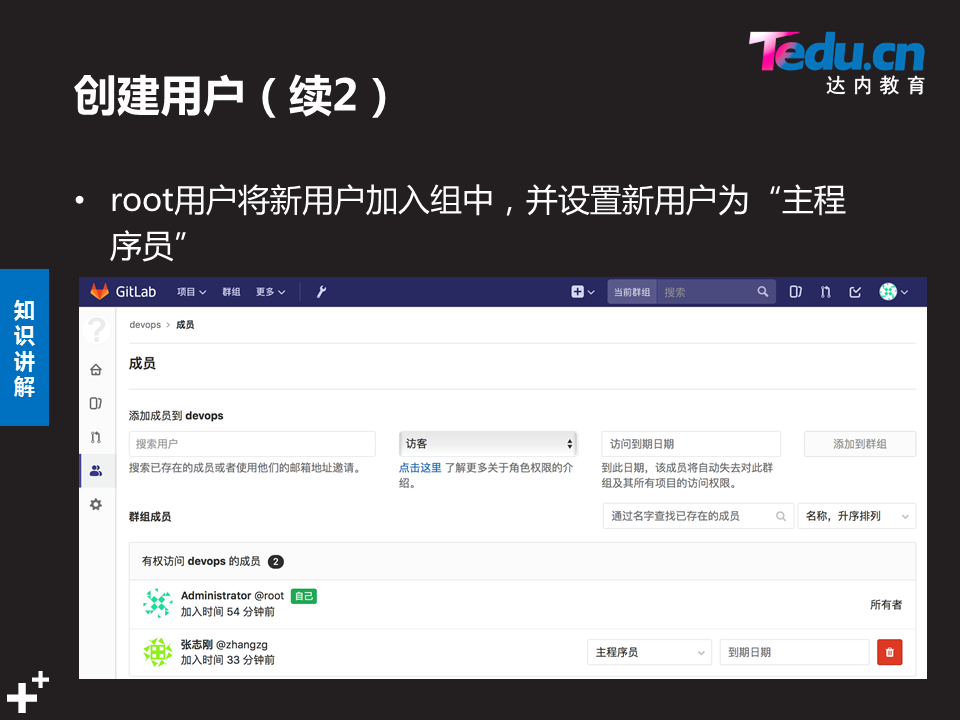 Tedu.cn
达内教育
创建用户（续2）
• root用户将新用户加入组中，并设置新用户为“主程
序员”
知识讲解
GitLab 项目 群组 更多 当前群组 搜索
devops > 成员
成员
添加成员到 devops
搜索用户 访客 访问到期日期 添加到群组
搜索已存在的成员或者使用他们的邮箱地址邀请。 点击这里 了解更多关于角色权限的介 到此日期，该成员将自动失去对此群
绍。 组及其所有项目的访问权限。
群组成员 通过名字查找已存在的成员 名称，升序排列
有权访问 devops 的成员 2
Administrator @root 自己
加入时间 54 分钟前 所有者
张志刚 @zhangzg
加入时间 33 分钟前 主程序员 到期日期